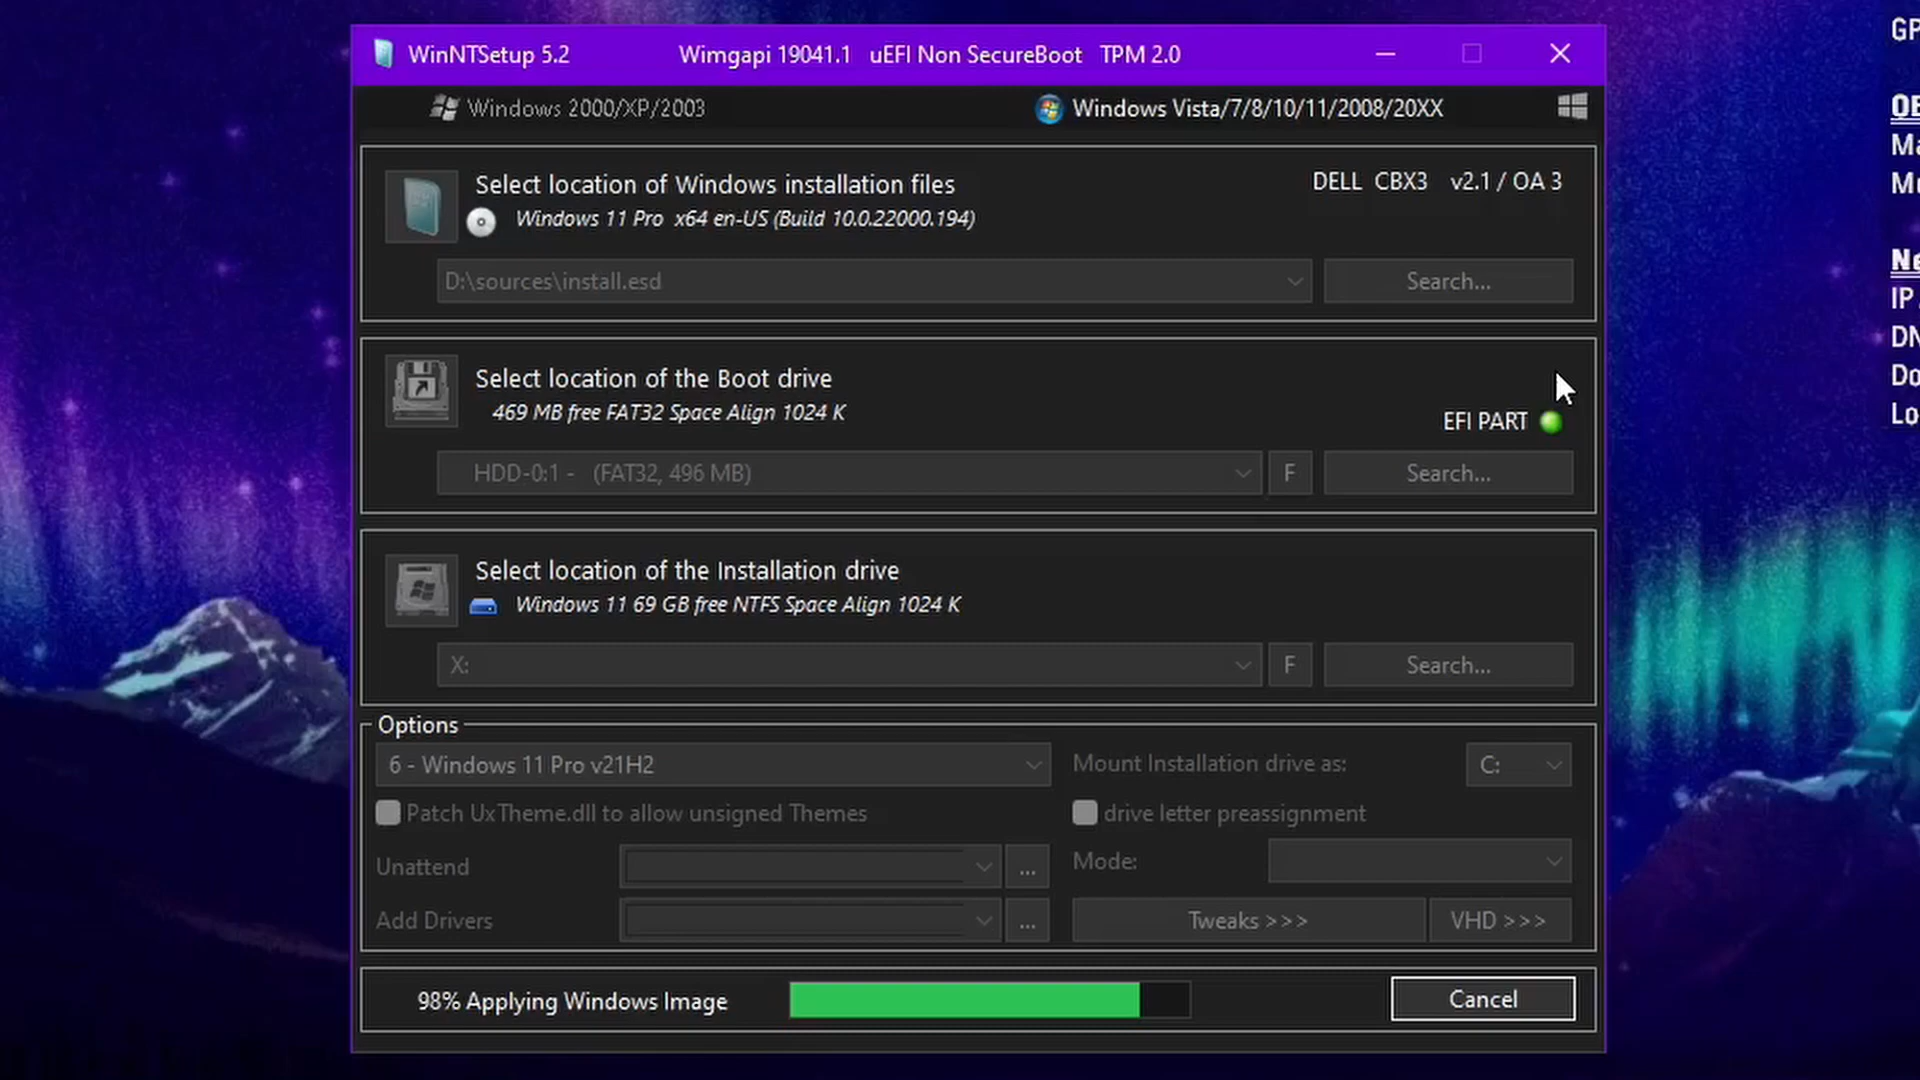 WinNTSetup 5.2 Wimgapi 19041.1 uEFI Non SecureBoot TPM 2.0
Windows 2000/XP/2003 Windows Vista/7/8/10/11/2008/20XX
Select location of Windows installation files DELL CBX3 v2.1 / OA 3
Windows 11 Pro x64 en-US (Build 10.0.22000.194)
D:\sources\install.esd Search...
Select location of the Boot drive
469 MB free FAT32 Space Align 1024 K
EFI PART
HDD-0:1 - (FAT32, 496 MB) F Search...
Select location of the Installation drive
Windows 11 69 GB free NTFS Space Align 1024 K
X: F Search...
Options
6 - Windows 11 Pro v21H2 Mount Installation drive as: C:
Patch UxTheme.dll to allow unsigned Themes drive letter preassignment
Unattend ... Mode:
Add Drivers ... Tweaks >>> VHD >>>
98% Applying Windows Image Cancel
IP